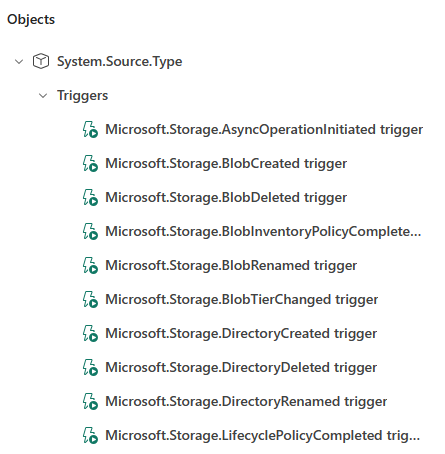 Objects
System.Source.Type
Triggers
Microsoft.Storage.AsyncOperationInitiated trigger
Microsoft.Storage.BlobCreated trigger
Microsoft.Storage.BlobDeleted trigger
Microsoft.Storage.BlobInventoryPolicyComplete...
Microsoft.Storage.BlobRenamed trigger
Microsoft.Storage.BlobTierChanged trigger
Microsoft.Storage.DirectoryCreated trigger
Microsoft.Storage.DirectoryDeleted trigger
Microsoft.Storage.DirectoryRenamed trigger
Microsoft.Storage.LifecyclePolicyCompleted trig...